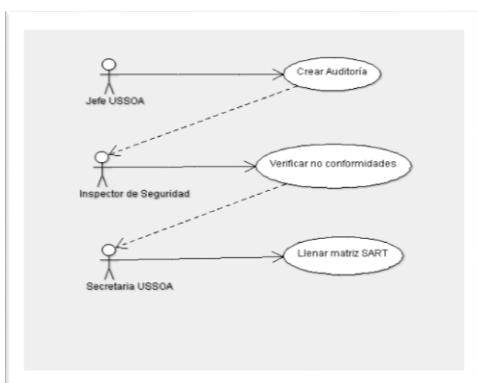 Crear Auditoría
Jefe USSOA
Verificar no conformidades
Inspector de Seguridad
Llenar matriz SART
Secretaria USSOA